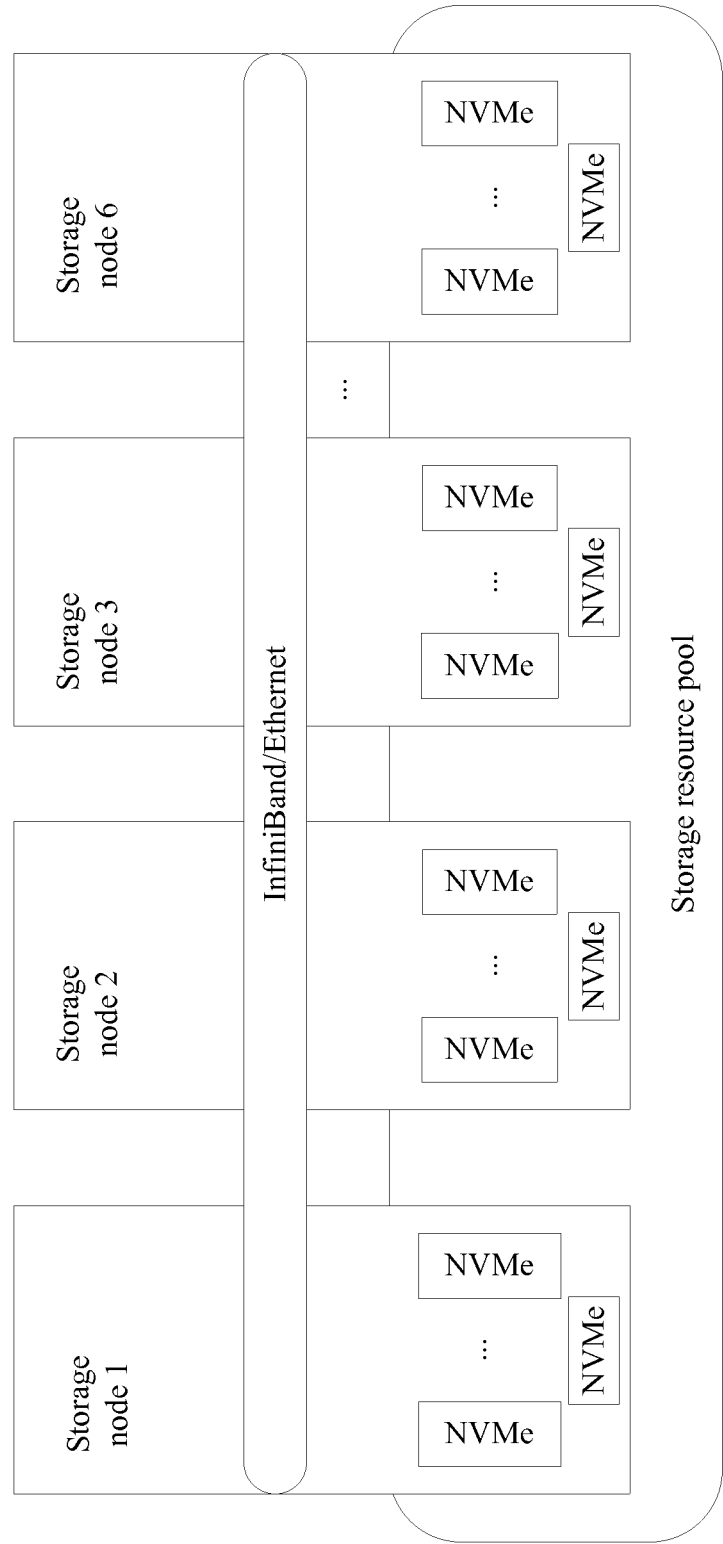 Storage
node 1
Storage
node 2
Storage
node 3
Storage
node 6
InfiniBand/Ethernet
...
NVMe
...
NVMe
NVMe
NVMe
...
NVMe
NVMe
NVMe
...
NVMe
NVMe
NVMe
...
NVMe
NVMe
Storage resource pool